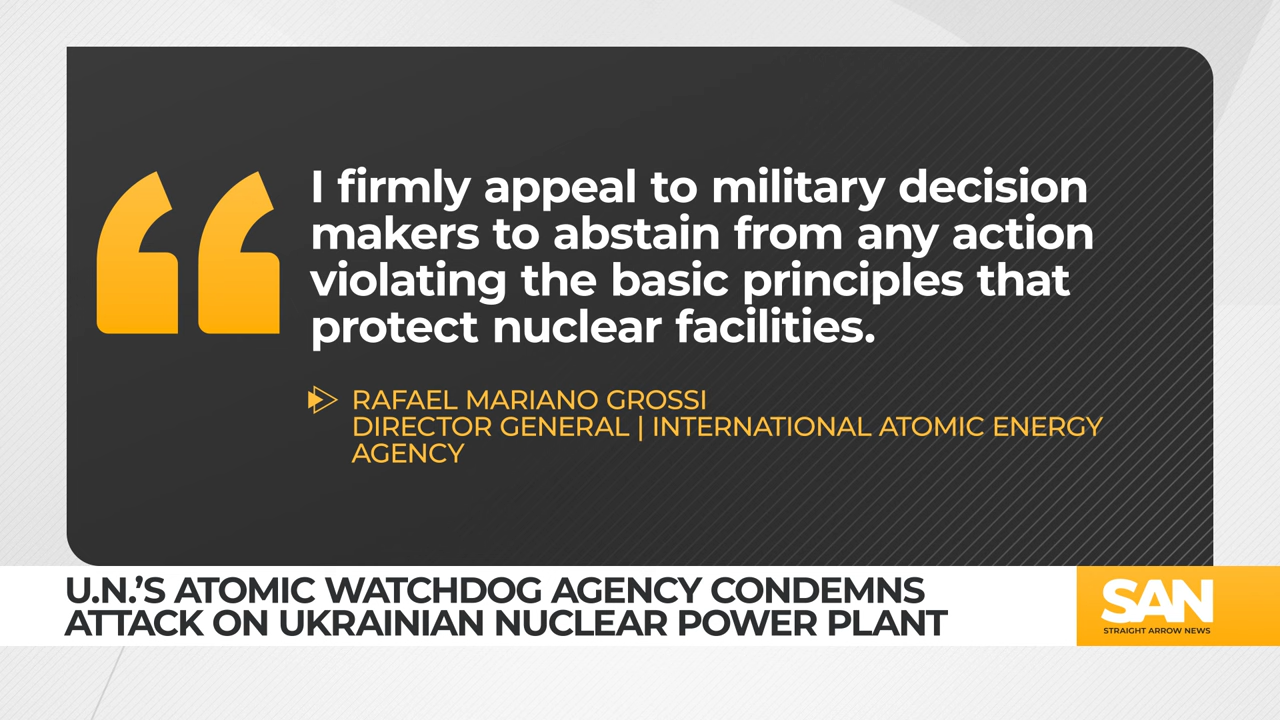 I firmly appeal to military decision
makers to abstain from any action
violating the basic principles that
protect nuclear facilities.
RAFAEL MARIANO GROSSI
DIRECTOR GENERAL | INTERNATIONAL ATOMIC ENERGY
AGENCY
U.N.'S ATOMIC WATCHDOG AGENCY CONDEMNS
ATTACK ON UKRAINIAN NUCLEAR POWER PLANT
SAN
STRAIGHT ARROW NEWS